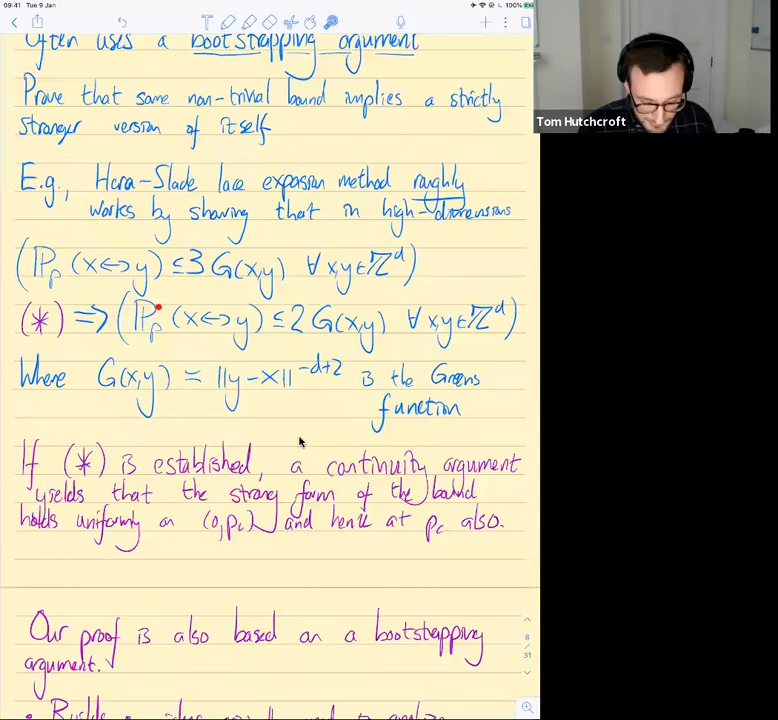 09:41 Tue 9 Jan
100%
Often uses a bootstrapping argument
Prove that some non-trivial bound implies a strictly
stronger version of itself
E.g., Hara-Slade lace expansion method roughly
works by showing that in high-dimensions
(ℙₚ(x↔y) ≤ 3 G(x,y) ∀ x,y ∈ ℤᵈ)
(*) ⇒ (ℙₚ(x↔y) ≤ 2 G(x,y) ∀ x,y ∈ ℤᵈ)
Where G(x,y) = ||y-x||^{-d+2} is the Greens
function
If (*) is established, a continuity argument
yields that the strong form of the bound
holds uniformly on (0,pc) and hence at pc also.
Our proof is also based on a bootstrapping
argument.
Tom Hutchcroft
8
/
31